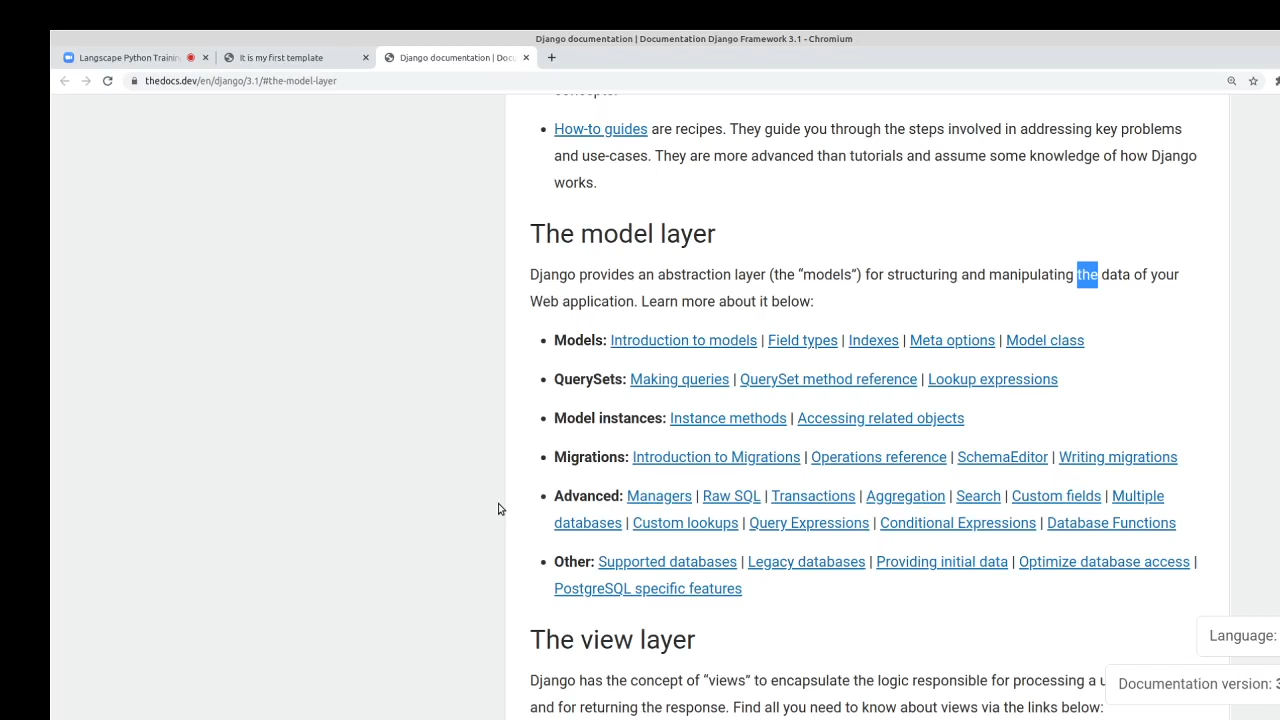 Django documentation | Documentation Django Framework 3.1 - Chromium
Langscape Python Trainin
It is my first template
Django documentation | Docu
thedocs.dev/en/django/3.1/#the-model-layer
How-to guides are recipes. They guide you through the steps involved in addressing key problems
and use-cases. They are more advanced than tutorials and assume some knowledge of how Django
works.
The model layer
Django provides an abstraction layer (the “models”) for structuring and manipulating the data of your
Web application. Learn more about it below:
• Models: Introduction to models | Field types | Indexes | Meta options | Model class
• QuerySets: Making queries | QuerySet method reference | Lookup expressions
• Model instances: Instance methods | Accessing related objects
• Migrations: Introduction to Migrations | Operations reference | SchemaEditor | Writing migrations
• Advanced: Managers | Raw SQL | Transactions | Aggregation | Search | Custom fields | Multiple
databases | Custom lookups | Query Expressions | Conditional Expressions | Database Functions
• Other: Supported databases | Legacy databases | Providing initial data | Optimize database access |
PostgreSQL specific features
Language:
The view layer
Django has the concept of “views” to encapsulate the logic responsible for processing a u
Documentation version: 3
and for returning the response. Find all you need to know about views via the links below: